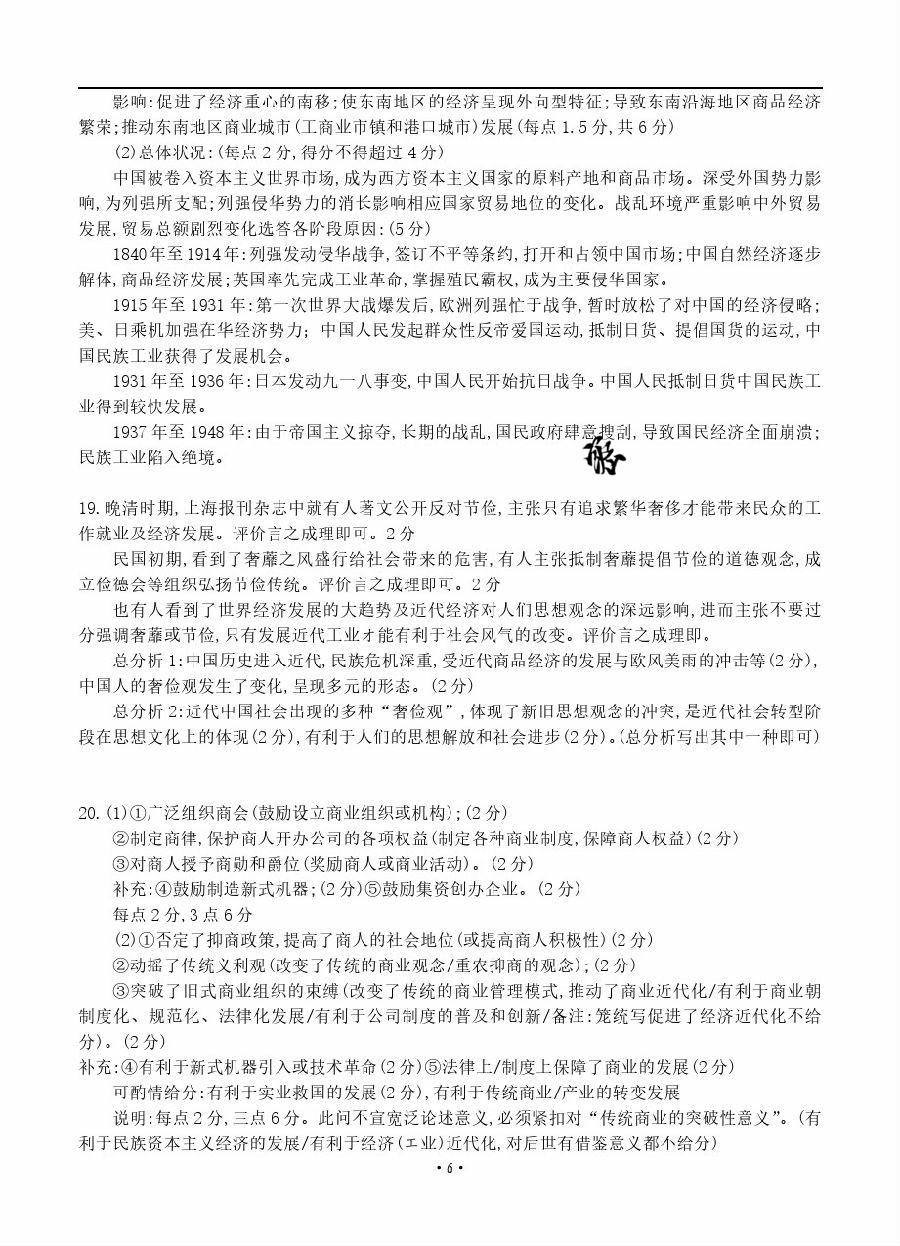 影响:促进了经济重心的南移;使东南地区的经济呈现外向型特征;导致东南沿海地区商品经济
繁荣;推动东南地区商业城市(工商业市镇和港口城市)发展(每点1.5分,共6分)
(2)总体状况:(每点2分,得分不得超过4分)
中国被卷入资本主义世界市场,成为西方资本主义国家的原料产地和商品市场。深受外国势力影
响,为列强所支配;列强侵华势力的消长影响相应国家贸易地位的变化。战乱环境严重影响中外贸易
发展,贸易总额剧烈变化选答各阶段原因:(5分)
1840年至1914年:列强发动侵华战争,签订不平等条约,打开和占领中国市场;中国自然经济逐步
解体,商品经济发展;英国率先完成工业革命,掌握殖民霸权,成为主要侵华国家。
1915年至1931年:第一次世界大战爆发后,欧洲列强忙于战争,暂时放松了对中国的经济侵略;
美、日乘机加强在华经济势力;中国人民发起群众性反帝爱国运动,抵制日货、提倡国货的运动,中
国民族工业获得了发展机会。
1931年至1936年:日本发动九一八事变,中国人民开始抗日战争。中国人民抵制日货中国民族工
业得到较快发展。
1937年至1948年:由于帝国主义掠夺,长期的战乱,国民政府肆意搜刮,导致国民经济全面崩溃;
民族工业陷入绝境。
19.晚清时期,上海报刊杂志中就有人著文公开反对节俭,主张只有追求繁华奢侈才能带来民众的工
作就业及经济发展。评价言之成理即可。2分
民国初期,看到了奢靡之风盛行给社会带来的危害,有人主张抵制奢靡提倡节俭的道德观念,成
立俭德会等组织弘扬节俭传统。评价言之成理即可。2分
也有人看到了世界经济发展的大趋势及近代经济对人们思想观念的深远影响,进而主张不要过
分强调奢靡或节俭,只有发展近代工业才能有利于社会风气的改变。评价言之成理即。
总分析1:中国历史进入近代,民族危机深重,受近代商品经济的发展与欧风美雨的冲击等(2分),
中国人的奢俭观发生了变化,呈现多元的形态。(2分)
总分析2:近代中国社会出现的多种“奢俭观”,体现了新旧思想观念的冲突,是近代社会转型阶
段在思想文化上的体现(2分),有利于人们的思想解放和社会进步(2分)。(总分析写出其中一种即可)
20.(1)①广泛组织商会(鼓励设立商业组织或机构);(2分)
②制定商律,保护商人开办公司的各项权益(制定各种商业制度,保障商人权益)(2分)
③对商人授予商勋和爵位(奖励商人或商业活动)。(2分)
补充:④鼓励制造新式机器;(2分)⑤鼓励集资创办企业。(2分)
每点2分,3点6分
(2)①否定了抑商政策,提高了商人的社会地位(或提高商人积极性)(2分)
②动摇了传统义利观(改变了传统的商业观念/重农抑商的观念);(2分)
③突破了旧式商业组织的束缚(改变了传统的商业管理模式,推动了商业近代化/有利于商业朝
制度化、规范化、法律化发展/有利于公司制度的普及和创新/备注:笼统写促进了经济近代化不给
分)。(2分)
补充:④有利于新式机器引入或技术革命(2分)⑤法律上/制度上保障了商业的发展(2分)
可酌情给分:有利于实业救国的发展(2分),有利于传统商业/产业的转变发展
说明:每点2分,三点6分。此问不宜宽泛论述意义,必须紧扣对“传统商业的突破性意义”。(有
利于民族资本主义经济的发展/有利于经济(工业)近代化,对后世有借鉴意义都不给分)
·6·